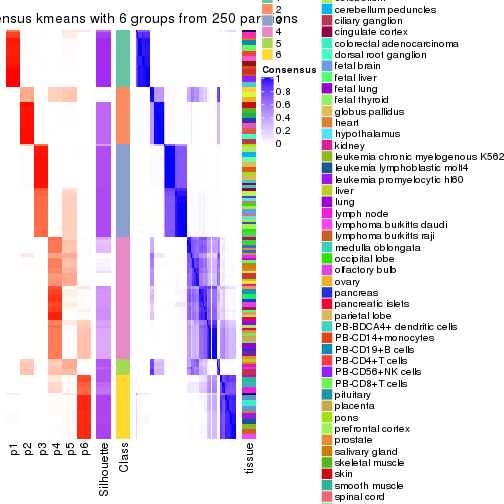 nsus kmeans with 6 groups from 250 par
ons
2
4
5
6
Consensus
1
0.8
0.6
0.4
0.2
0
cerebellum peduncles
ciliary ganglion
cingulate cortex
colorectal adenocarcinoma
dorsal root ganglion
fetal brain
fetal liver
fetal lung
fetal thyroid
globus pallidus
heart
hypothalamus
kidney
leukemia chronic myelogenous K562
leukemia lymphoblastic molt4
leukemia promyelocytic hl60
liver
lung
lymph node
lymphoma burkitts daudi
lymphoma burkitts raji
medulla oblongata
occipital lobe
olfactory bulb
ovary
pancreas
pancreatic islets
parietal lobe
PB-BDCA4+ dendritic cells
PB-CD14+monocytes
PB-CD19+B cells
PB-CD4+T cells
PB-CD56+NK cells
PB-CD8+T cells
pituitary
placenta
pons
prefrontal cortex
prostate
salivary gland
skeletal muscle
skin
smooth muscle
spinal cord
p1
p2
p3
p4
p5
p6
Silhouette
Class
tissue